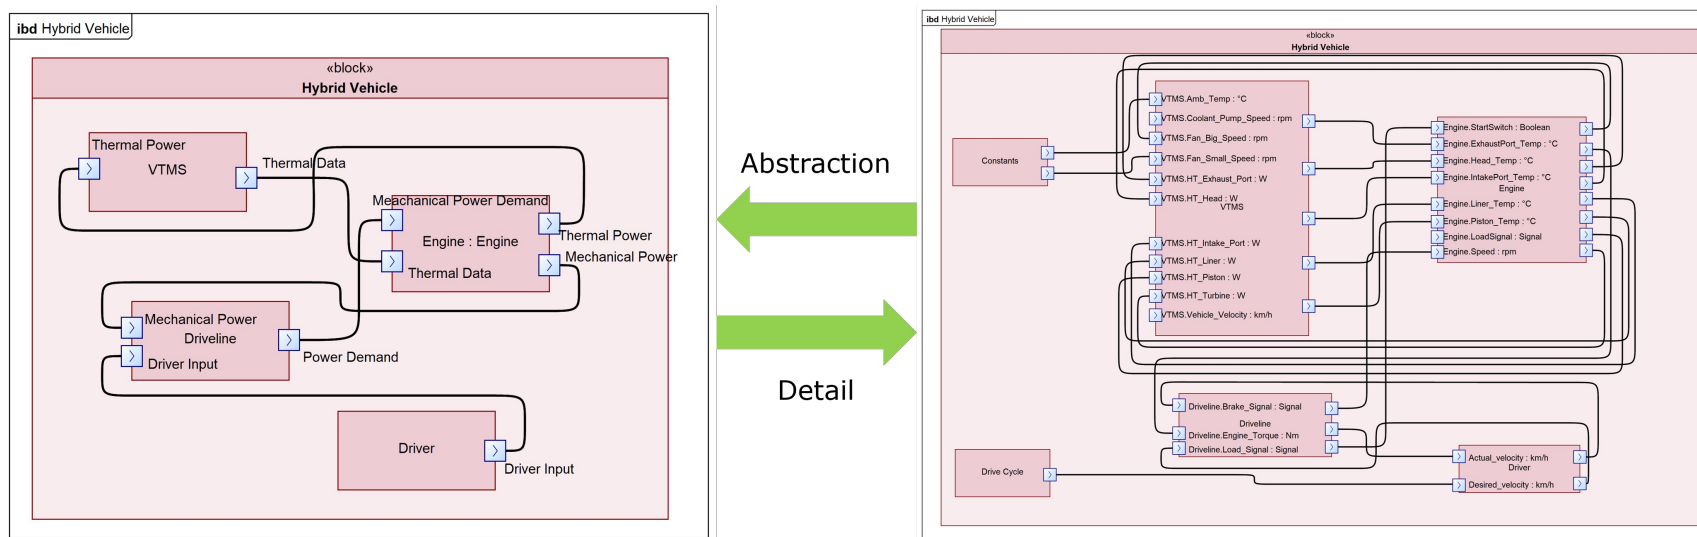 ibd Hybrid Vehicle
«block»
Hybrid Vehicle
Thermal Power
VTMS
Thermal Data
Meachanical Power Demand
Engine : Engine
Thermal Power
Mechanical Power
Thermal Data
Mechanical Power
Driveline
Driver Input
Power Demand
Driver
Driver Input
Abstraction
Detail
ibd Hybrid Vehicle
«block»
Hybrid Vehicle
Constants
VTMS.Amb_Temp : °C
VTMS.Coolant_Pump_Speed : rpm
VTMS.Fan_Big_Speed : rpm
VTMS.Fan_Small_Speed : rpm
VTMS.HT_Exhaust_Port : W
VTMS.HT_Head : W
VTMS
VTMS.HT_Intake_Port : W
VTMS.HT_Liner : W
VTMS.HT_Piston : W
VTMS.HT_Turbine : W
VTMS.Vehicle_Velocity : km/h
Engine.StartSwitch : Boolean
Engine.ExhaustPort_Temp : °C
Engine.Head_Temp : °C
Engine.IntakePort_Temp : °C
Engine
Engine.Liner_Temp : °C
Engine.Piston_Temp : °C
Engine.LoadSignal : Signal
Engine.Speed : rpm
Driveline.Brake_Signal : Signal
Driveline
Driveline.Engine_Torque : Nm
Driveline.Load_Signal : Signal
Drive Cycle
Actual_velocity : km/h
Driver
Desired_velocity : km/h